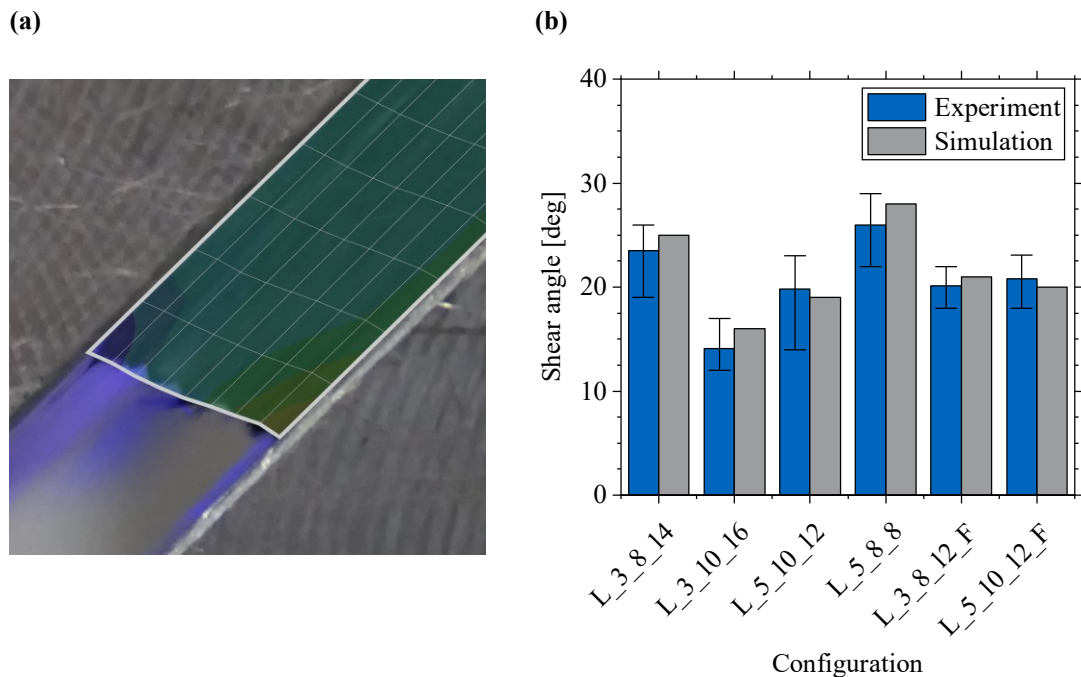 (a)
(b)
40
30
20
10
0
Shear angle [deg]
Experiment
Simulation
L_3_8_14
L_3_10_16
L_5_10_12
L_5_8_8
L_3_8_12_F
L_5_10_12_F
Configuration